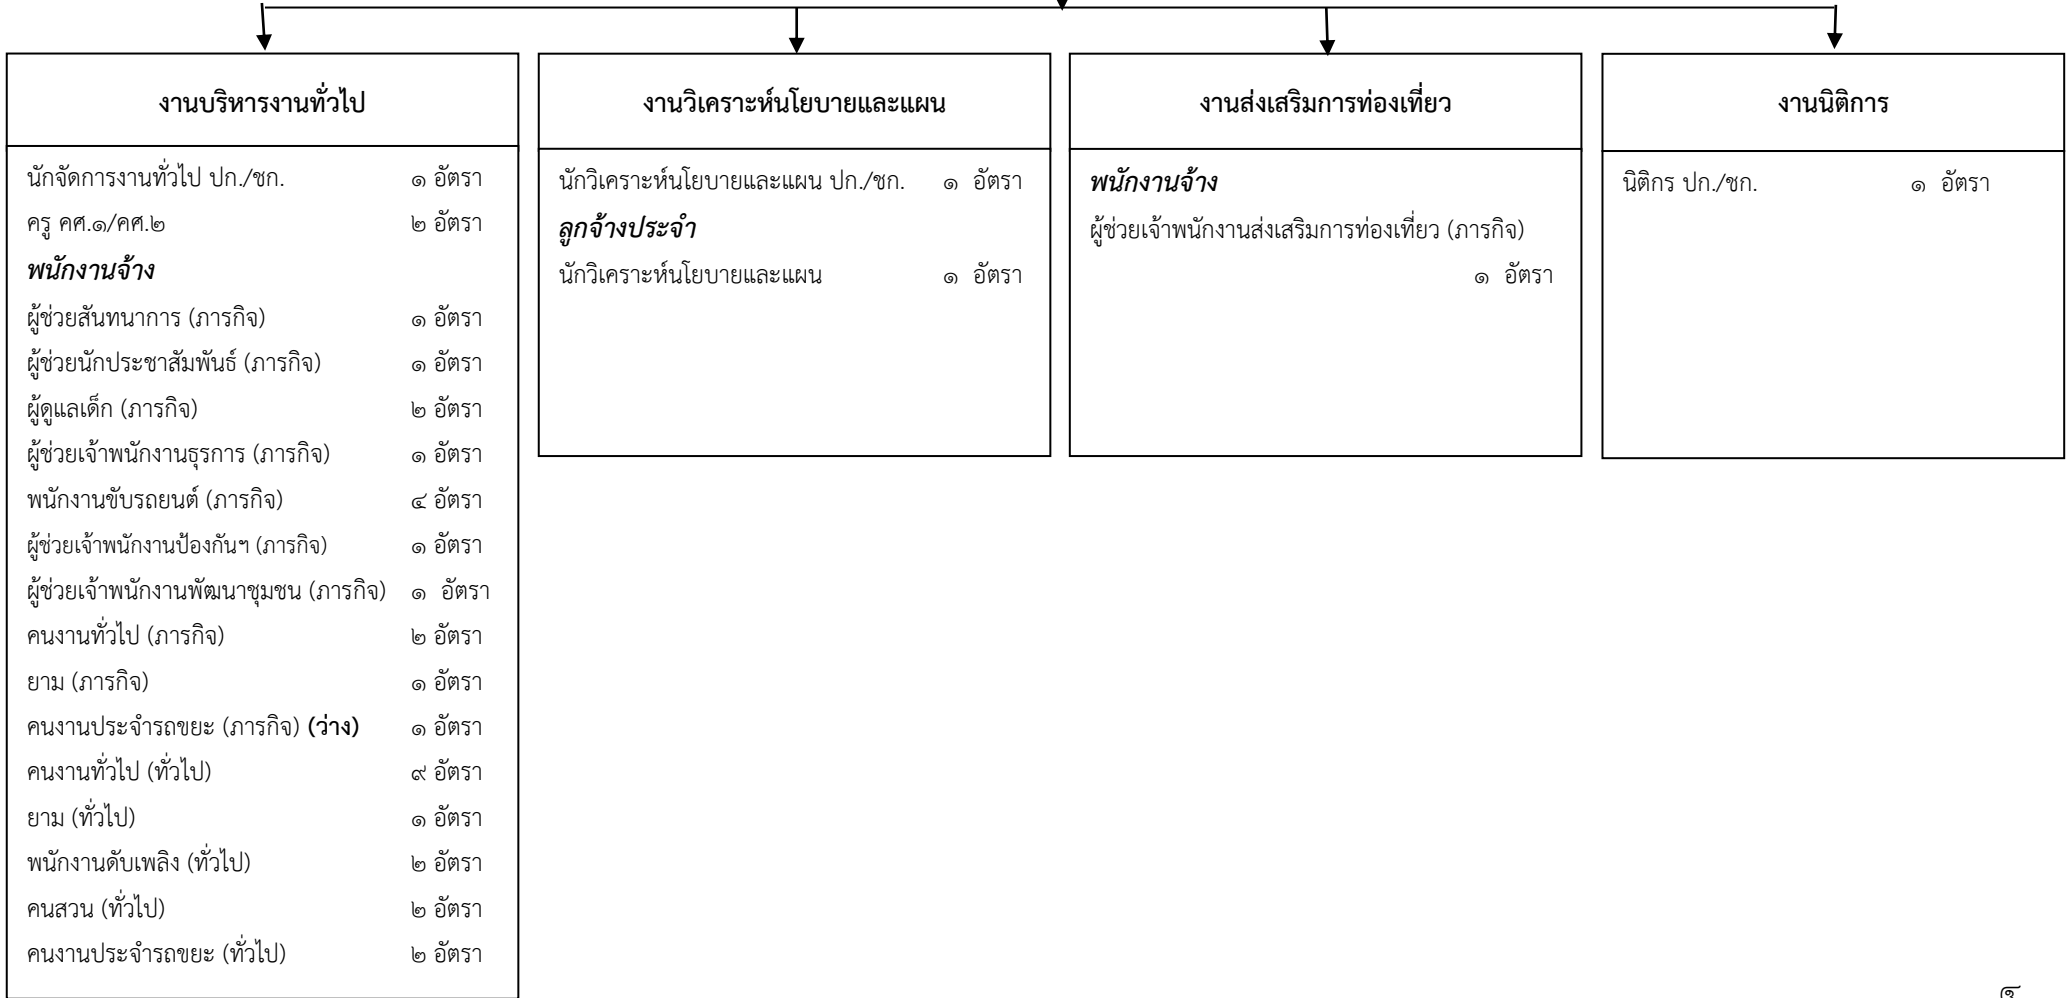 งานบริหารงานทั่วไป
นักจัดการงานทั่วไป ปก./ชก. ๑ อัตรา
ครู คศ.๑/คศ.๒ ๒ อัตรา
พนักงานจ้าง
ผู้ช่วยสันทนาการ (ภารกิจ) ๑ อัตรา
ผู้ช่วยนักประชาสัมพันธ์ (ภารกิจ) ๑ อัตรา
ผู้ดูแลเด็ก (ภารกิจ) ๒ อัตรา
ผู้ช่วยเจ้าพนักงานธุรการ (ภารกิจ) ๑ อัตรา
พนักงานขับรถยนต์ (ภารกิจ) ๔ อัตรา
ผู้ช่วยเจ้าพนักงานป้องกันฯ (ภารกิจ) ๑ อัตรา
ผู้ช่วยเจ้าพนักงานพัฒนาชุมชน (ภารกิจ) ๑ อัตรา
คนงานทั่วไป (ภารกิจ) ๒ อัตรา
ยาม (ภารกิจ) ๑ อัตรา
คนงานประจำรถขยะ (ภารกิจ) (ว่าง) ๑ อัตรา
คนงานทั่วไป (ทั่วไป) ๙ อัตรา
ยาม (ทั่วไป) ๑ อัตรา
พนักงานดับเพลิง (ทั่วไป) ๒ อัตรา
คนสวน (ทั่วไป) ๒ อัตรา
คนงานประจำรถขยะ (ทั่วไป) ๒ อัตรา
งานวิเคราะห์นโยบายและแผน
นักวิเคราะห์นโยบายและแผน ปก./ชก. ๑ อัตรา
ลูกจ้างประจำ
นักวิเคราะห์นโยบายและแผน ๑ อัตรา
งานส่งเสริมการท่องเที่ยว
พนักงานจ้าง
ผู้ช่วยเจ้าพนักงานส่งเสริมการท่องเที่ยว (ภารกิจ)
๑ อัตรา
งานนิติการ
นิติกร ปก./ชก. ๑ อัตรา